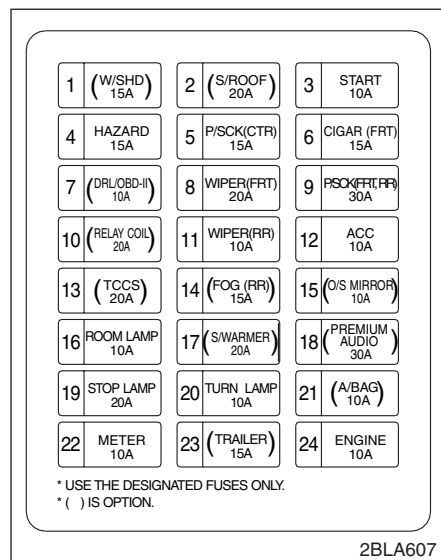 1 (W/SHD) 15A
2 (S/ROOF) 20A
3 START 10A
4 HAZARD 15A
5 P/SCK(CTR) 15A
6 CIGAR (FRT) 15A
7 (DRL/OBD-II) 10A
8 WIPER(FRT) 20A
9 P/SCK(FRT, RR) 30A
10 (RELAY COIL) 20A
11 WIPER(RR) 10A
12 ACC 10A
13 (TCCS) 20A
14 (FOG (RR)) 15A
15 (O/S MIRROR) 10A
16 ROOM LAMP 10A
17 (S/WARMER) 20A
18 (PREMIUM AUDIO) 30A
19 STOP LAMP 20A
20 TURN LAMP 10A
21 (A/BAG) 10A
22 METER 10A
23 (TRAILER) 15A
24 ENGINE 10A
* USE THE DESIGNATED FUSES ONLY.
* ( ) IS OPTION.
2BLA607